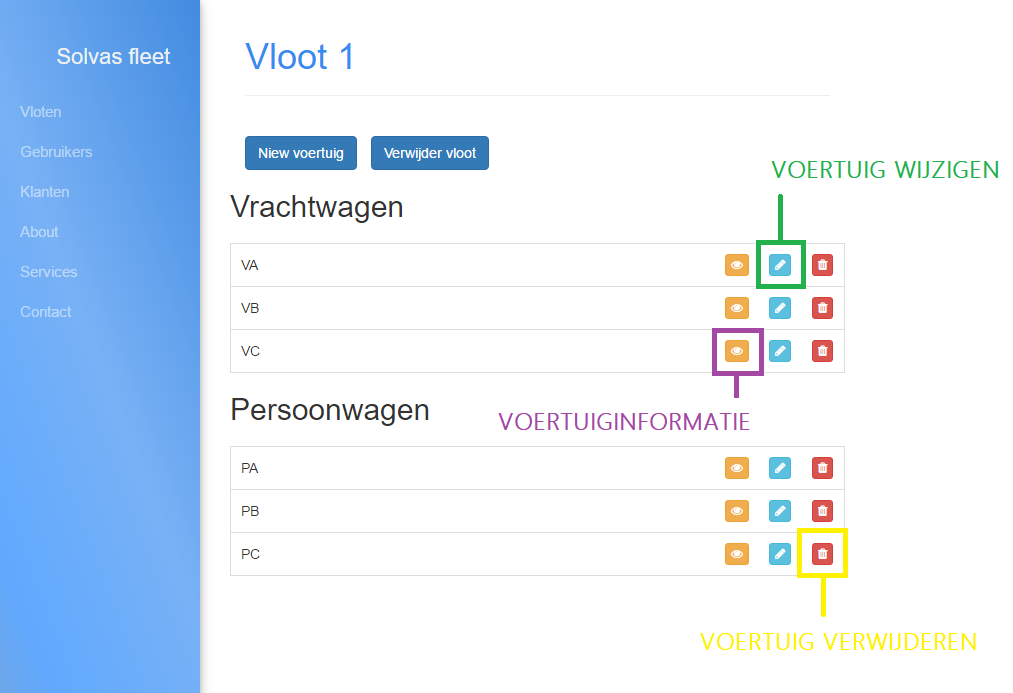 Solvas fleet
Vloten
Gebruikers
Klanten
About
Services
Contact
Vloot 1
Niew voertuig
Verwijder vloot
VOERTUIG WIJZIGEN
Vrachtwagen
VA
VB
VC
Persoonwagen
VOERTUIGINFORMATIE
PA
PB
PC
VOERTUIG VERWIJDEREN